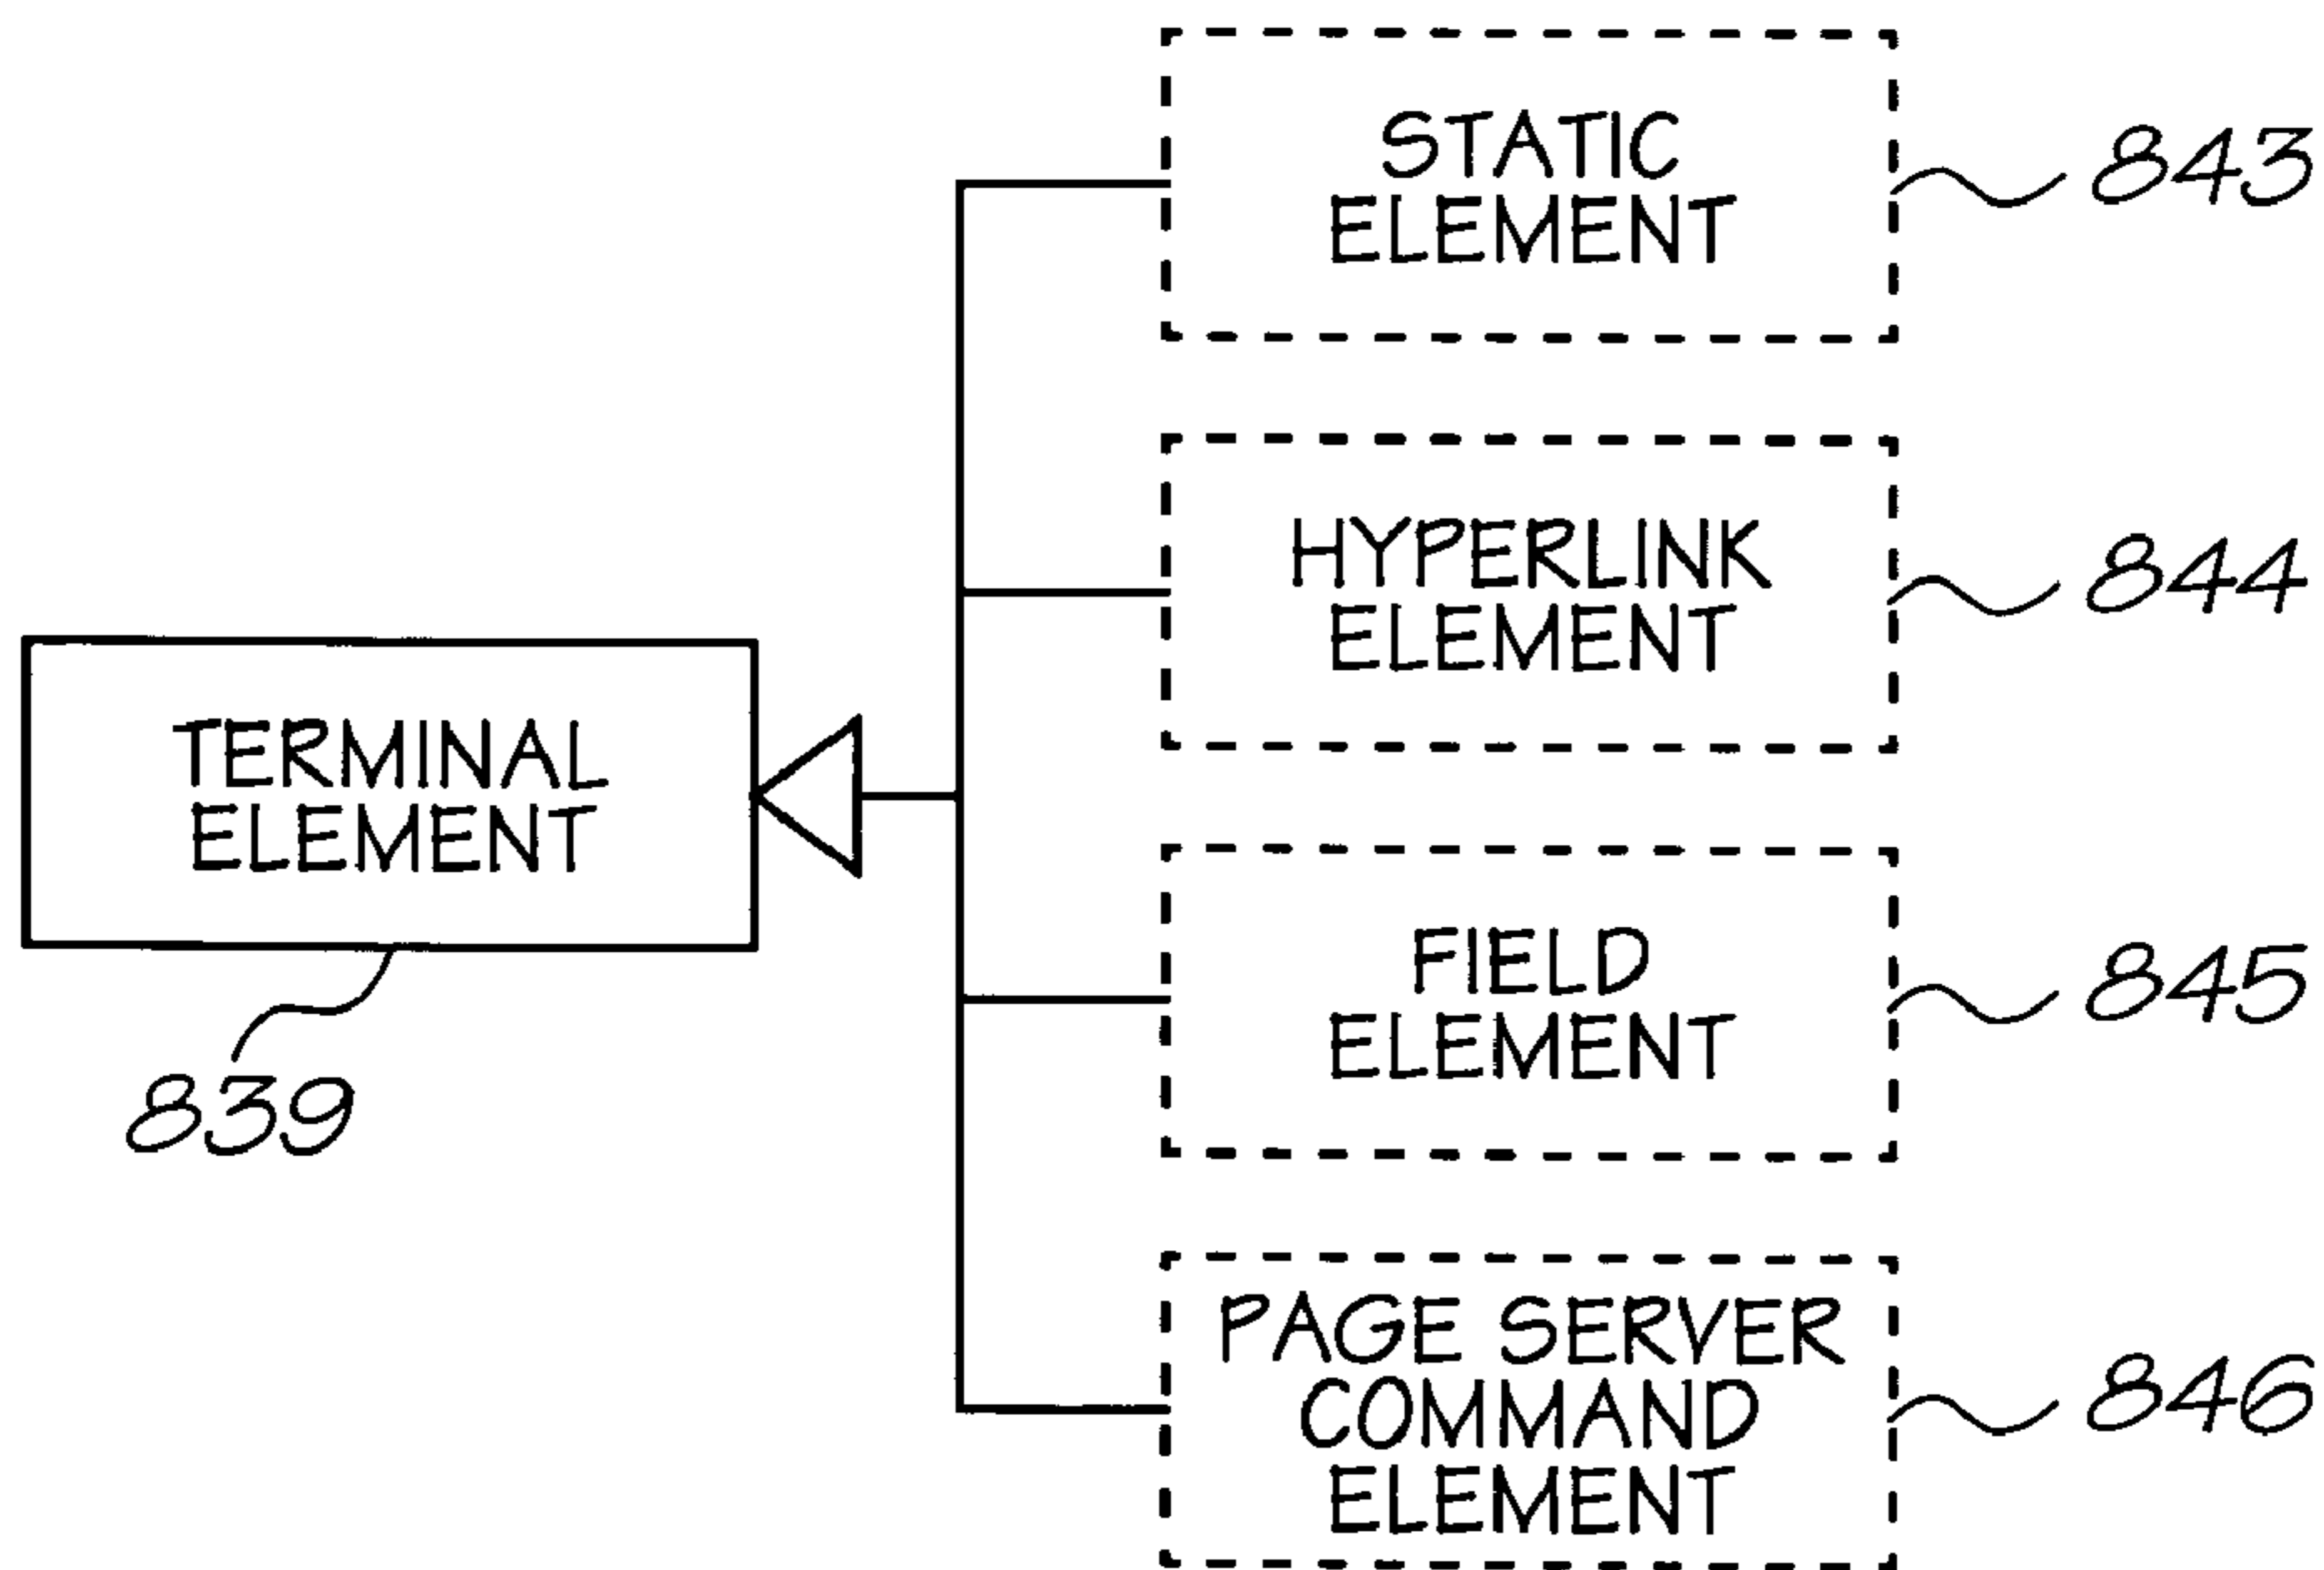 STATIC
ELEMENT
843
HYPERLINK
ELEMENT
844
TERMINAL
ELEMENT
839
FIELD
ELEMENT
845
PAGE SERVER
COMMAND
ELEMENT
846